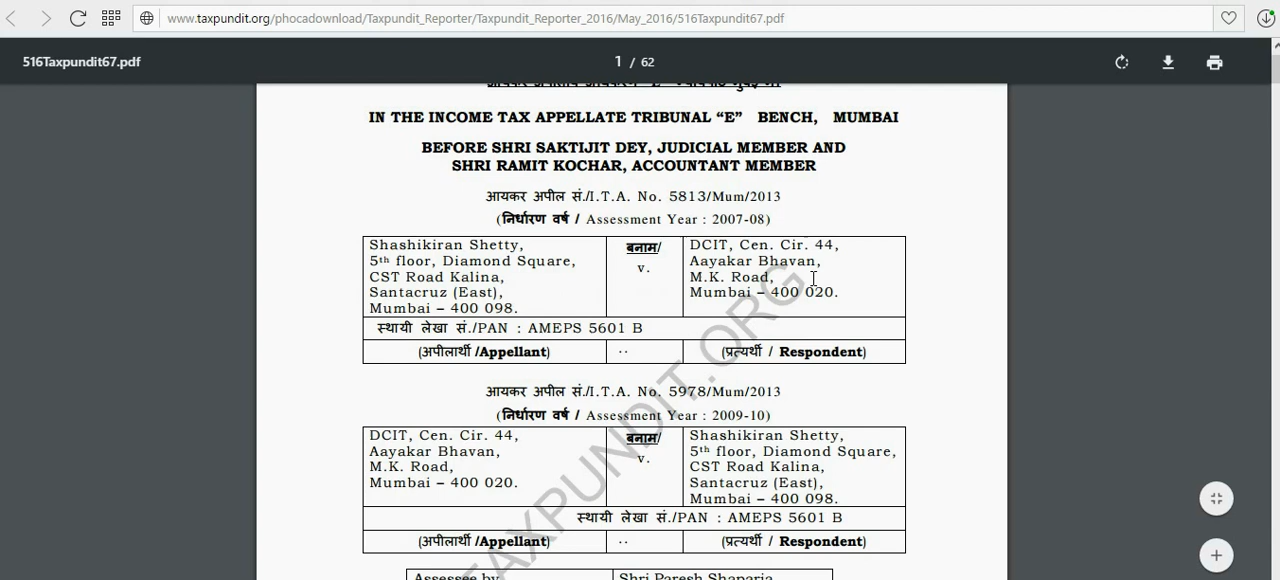 www.taxpundit.org/phocadownload/Taxpundit_Reporter/Taxpundit_Reporter_2016/May_2016/516Taxpundit67.pdf
516Taxpundit67.pdf
1 / 62
IN THE INCOME TAX APPELLATE TRIBUNAL “E” BENCH, MUMBAI
BEFORE SHRI SAKTIJIT DEY, JUDICIAL MEMBER AND
SHRI RAMIT KOCHAR, ACCOUNTANT MEMBER
आयकर अपील सं./I.T.A. No. 5813/Mum/2013
(निर्धारण वर्ष / Assessment Year : 2007-08)
Shashikiran Shetty,
5th floor, Diamond Square,
CST Road Kalina,
Santacruz (East),
Mumbai – 400 098.
बनाम/
v.
DCIT, Cen. Cir. 44,
Aayakar Bhavan,
M.K. Road,
Mumbai – 400 020.
स्थायी लेखा सं./PAN : AMEPS 5601 B
(अपीलार्थी /Appellant)
..
(प्रत्यर्थी / Respondent)
आयकर अपील सं./I.T.A. No. 5978/Mum/2013
(निर्धारण वर्ष / Assessment Year : 2009-10)
DCIT, Cen. Cir. 44,
Aayakar Bhavan,
M.K. Road,
Mumbai – 400 020.
बनाम/
v.
Shashikiran Shetty,
5th floor, Diamond Square,
CST Road Kalina,
Santacruz (East),
Mumbai – 400 098.
स्थायी लेखा सं./PAN : AMEPS 5601 B
(अपीलार्थी /Appellant)
..
(प्रत्यर्थी / Respondent)
Assessee by
Shri Paresh Shaparia
TAXPUNDIT.ORG